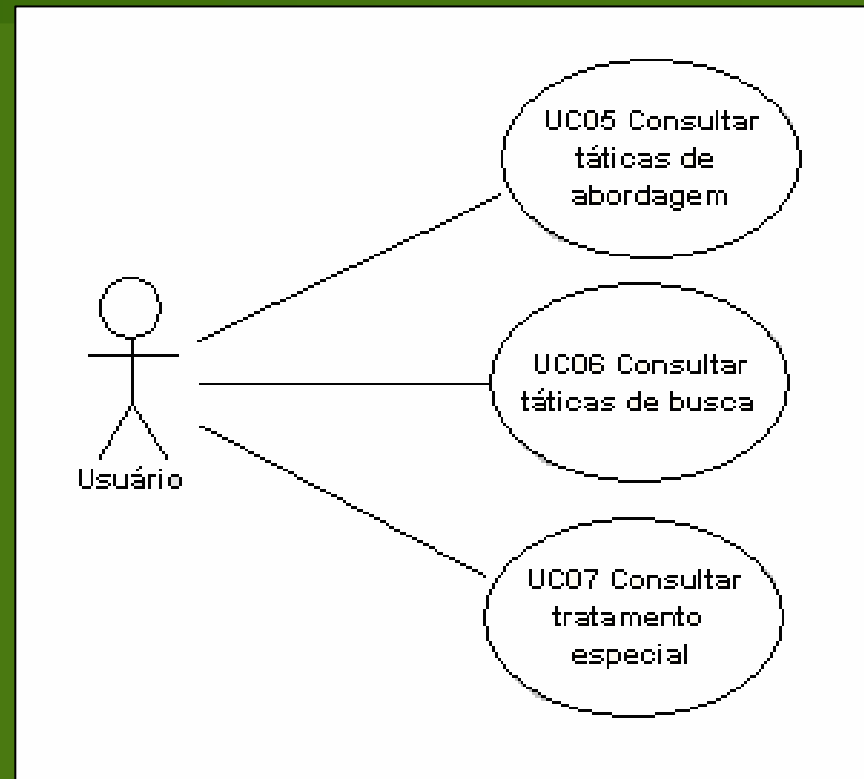 UC05 Consultar
táticas de
abordagem
UC06 Consultar
táticas de busca
Usuário
UC07 Consultar
tratamento
especial